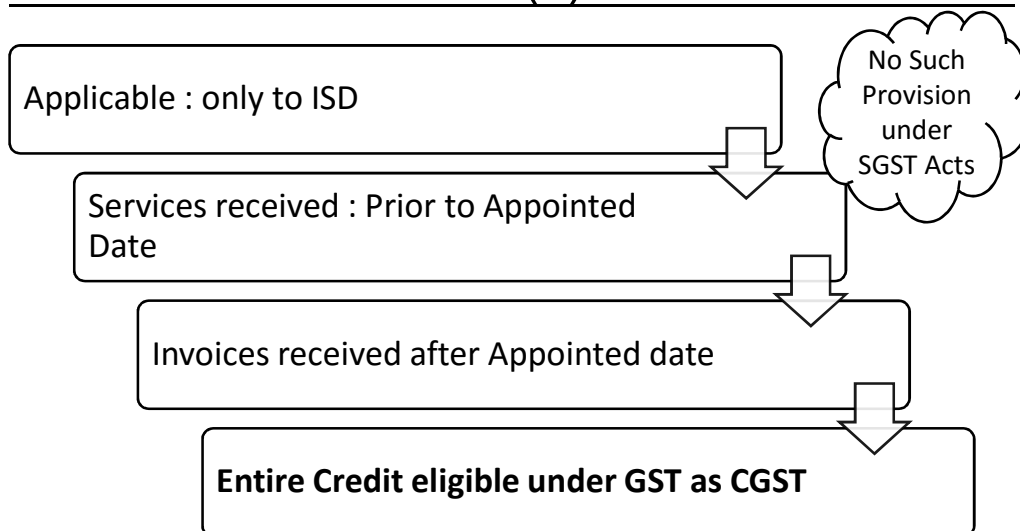 Applicable : only to ISD
No Such
Provision
under
SGST Acts
Services received : Prior to Appointed
Date
Invoices received after Appointed date
Entire Credit eligible under GST as CGST